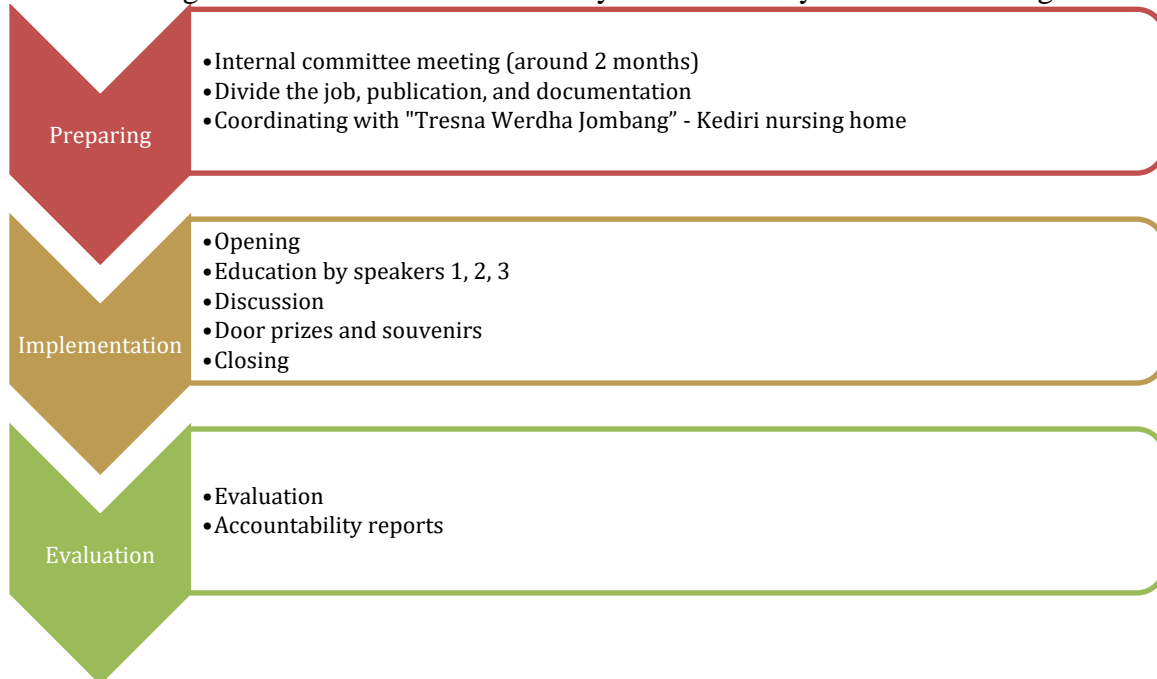 Preparing
•Internal committee meeting (around 2 months)
•Divide the job, publication, and documentation
•Coordinating with "Tresna Werdha Jombang” - Kediri nursing home
Implementation
•Opening
•Education by speakers 1, 2, 3
•Discussion
•Door prizes and souvenirs
•Closing
Evaluation
•Evaluation
•Accountability reports